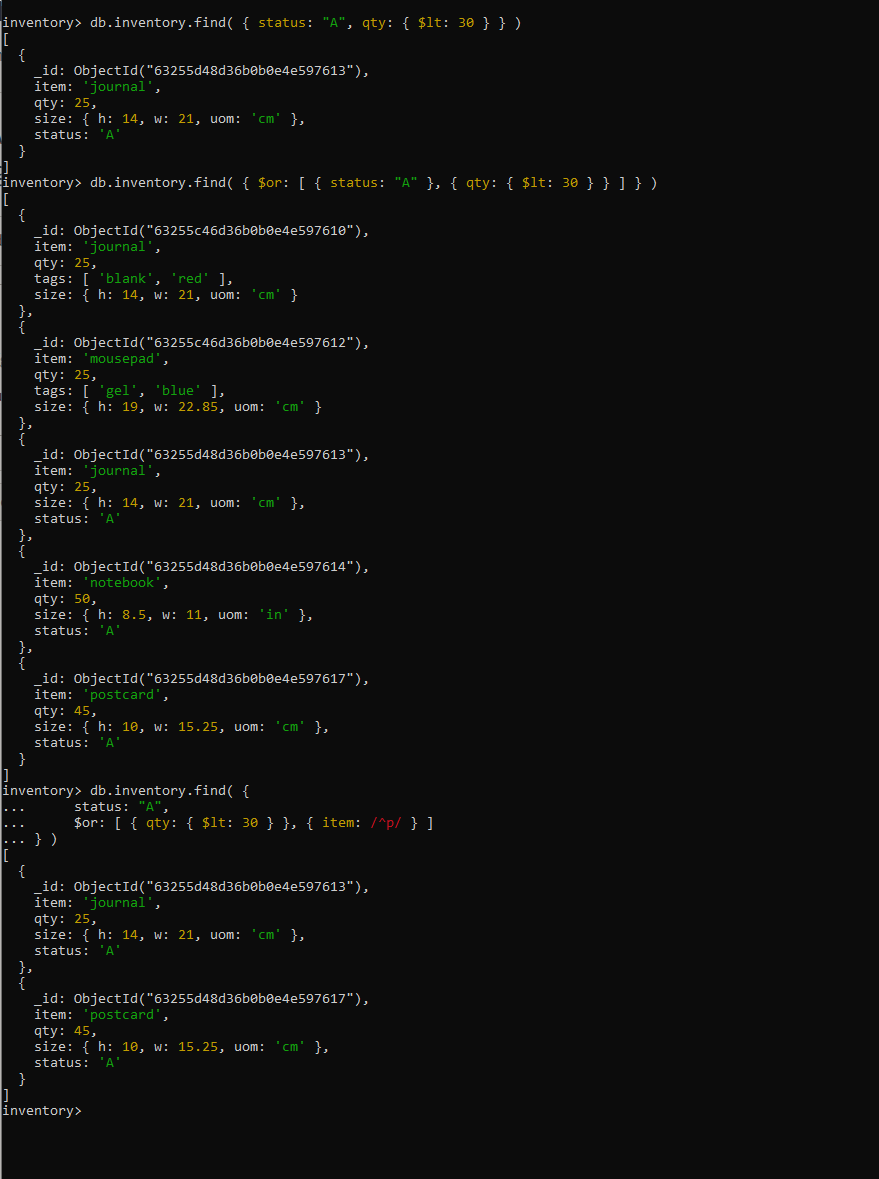 inventory> db.inventory.find( { status: "A", qty: { $lt: 30 } } )
[
  {
    _id: ObjectId("63255d48d36b0b0e4e597613"),
    item: 'journal',
    qty: 25,
    size: { h: 14, w: 21, uom: 'cm' },
    status: 'A'
  }
]
inventory> db.inventory.find( { $or: [ { status: "A" }, { qty: { $lt: 30 } } ] } )
[
  {
    _id: ObjectId("63255c46d36b0b0e4e597610"),
    item: 'journal',
    qty: 25,
    tags: [ 'blank', 'red' ],
    size: { h: 14, w: 21, uom: 'cm' }
  },
  {
    _id: ObjectId("63255c46d36b0b0e4e597612"),
    item: 'mousepad',
    qty: 25,
    tags: [ 'gel', 'blue' ],
    size: { h: 19, w: 22.85, uom: 'cm' }
  },
  {
    _id: ObjectId("63255d48d36b0b0e4e597613"),
    item: 'journal',
    qty: 25,
    size: { h: 14, w: 21, uom: 'cm' },
    status: 'A'
  },
  {
    _id: ObjectId("63255d48d36b0b0e4e597614"),
    item: 'notebook',
    qty: 50,
    size: { h: 8.5, w: 11, uom: 'in' },
    status: 'A'
  },
  {
    _id: ObjectId("63255d48d36b0b0e4e597617"),
    item: 'postcard',
    qty: 45,
    size: { h: 10, w: 15.25, uom: 'cm' },
    status: 'A'
  }
]
inventory> db.inventory.find( {
...      status: "A",
...      $or: [ { qty: { $lt: 30 } }, { item: /^p/ } ]
... } )
[
  {
    _id: ObjectId("63255d48d36b0b0e4e597613"),
    item: 'journal',
    qty: 25,
    size: { h: 14, w: 21, uom: 'cm' },
    status: 'A'
  },
  {
    _id: ObjectId("63255d48d36b0b0e4e597617"),
    item: 'postcard',
    qty: 45,
    size: { h: 10, w: 15.25, uom: 'cm' },
    status: 'A'
  }
]
inventory>